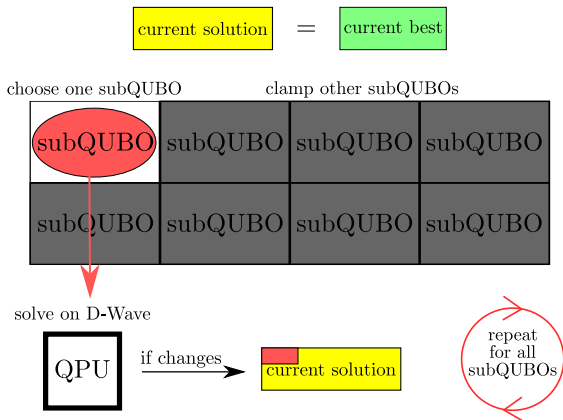 current solution = current best
choose one subQUBO clamp other subQUBOs
subQUBO subQUBO subQUBO subQUBO
subQUBO subQUBO subQUBO subQUBO
solve on D-Wave
QPU
if changes
current solution
repeat
for all
subQUBOs